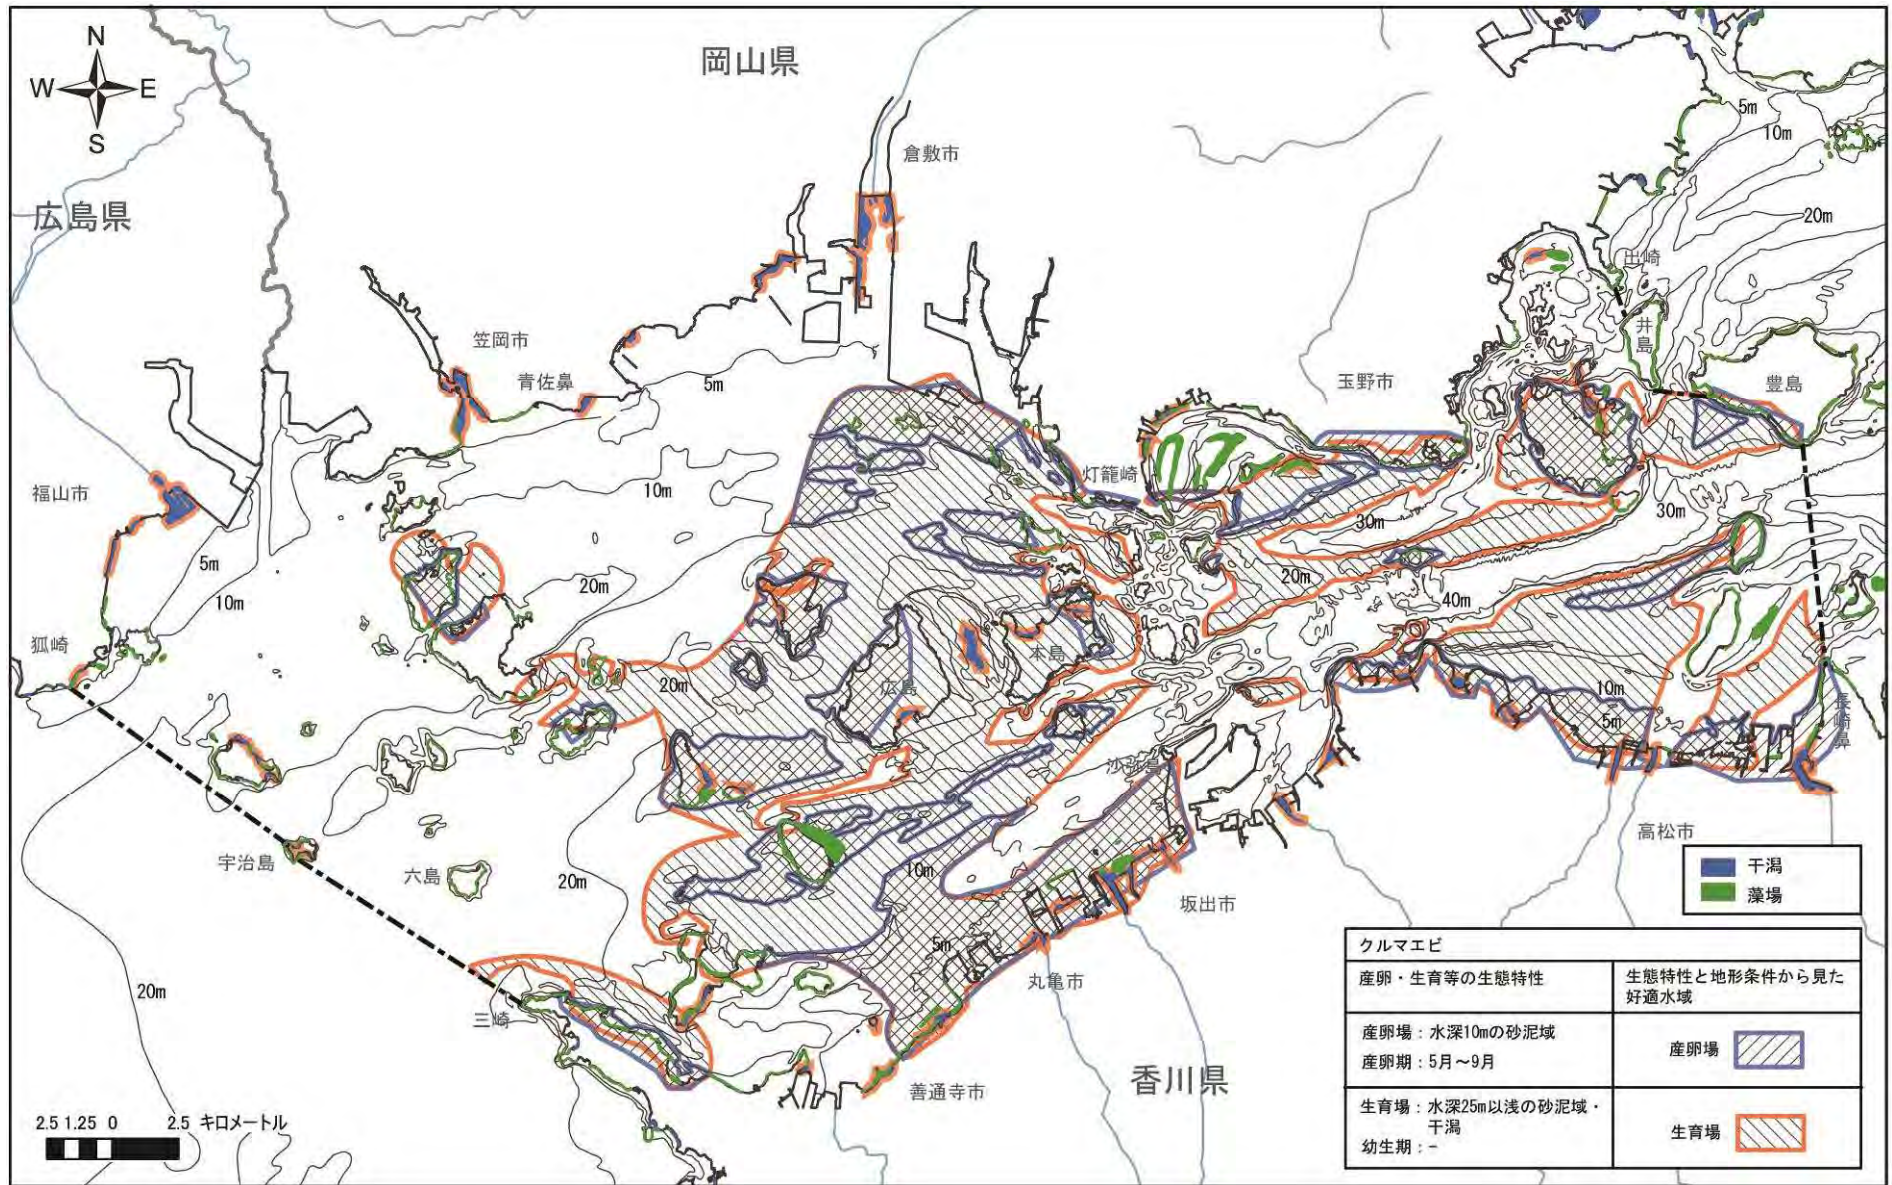 N
W
E
S
岡山県
倉敷市
広島県
5m
10m
20m
出崎
井島
笠岡市
青佐鼻
5m
玉野市
豊島
灯籠崎
10m
福山市
30m
30m
5m
20m
20m
10m
40m
狐崎
本島
20m
広島
10m
5m
長崎鼻
沙弥島
高松市
宇治島
六島
20m
10m
坂出市
5m
丸亀市
20m
三崎
善通寺市
香川県
2.5 1.25 0 2.5 キロメートル
干潟
藻場
クルマエビ
産卵・生育等の生態特性
生態特性と地形条件から見た
好適水域
産卵場：水深10mの砂泥域
産卵期：5月～9月
産卵場
生育場：水深25m以浅の砂泥域・
干潟
幼生期：-
生育場